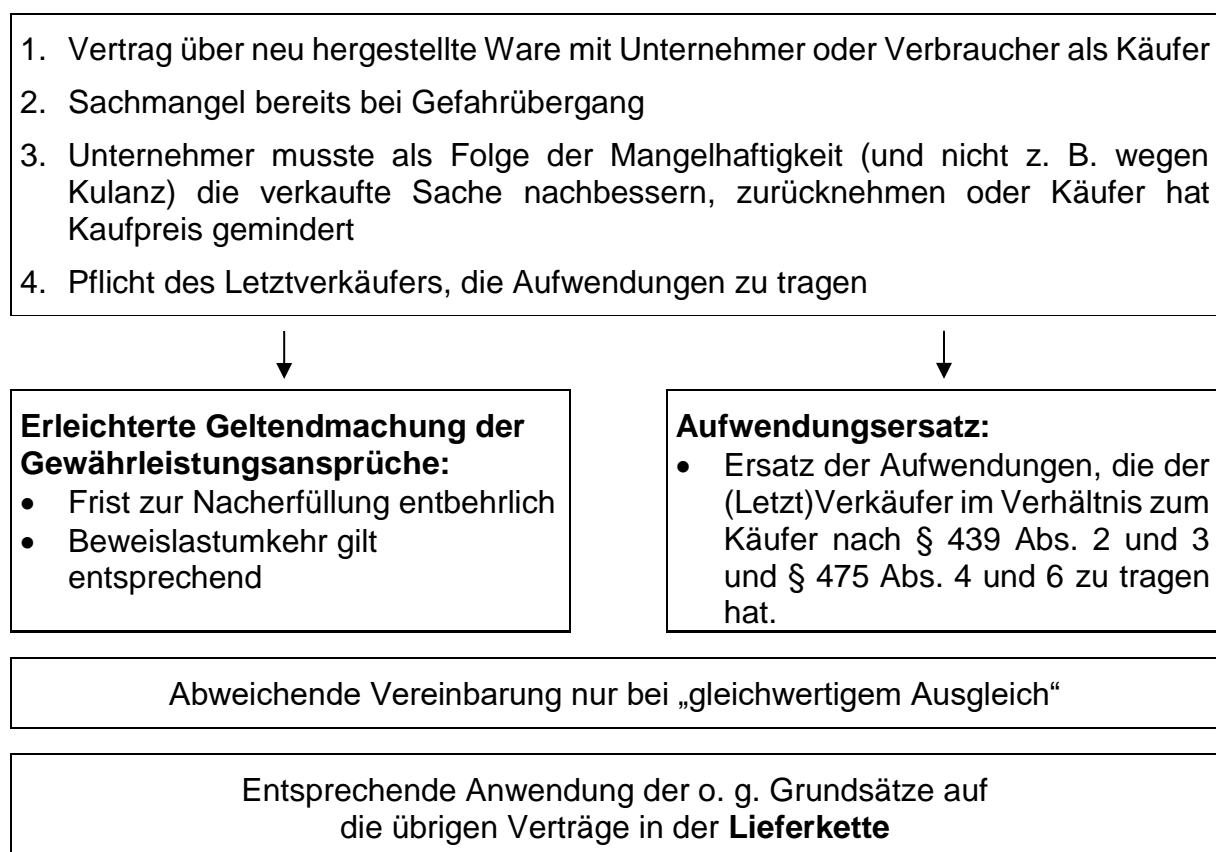 1. Vertrag über neu hergestellte Ware mit Unternehmer oder Verbraucher als Käufer
2. Sachmangel bereits bei Gefahrübergang
3. Unternehmer musste als Folge der Mangelhaftigkeit (und nicht z. B. wegen
Kulanz) die verkaufte Sache nachbessern, zurücknehmen oder Käufer hat
Kaufpreis gemindert
4. Pflicht des Letztverkäufers, die Aufwendungen zu tragen
Erleichterte Geltendmachung der
Gewährleistungsansprüche:
• Frist zur Nacherfüllung entbehrlich
• Beweislastumkehr gilt
entsprechend
Aufwendungsersatz:
• Ersatz der Aufwendungen, die der
(Letzt)Verkäufer im Verhältnis zum
Käufer nach § 439 Abs. 2 und 3
und § 475 Abs. 4 und 6 zu tragen
hat.
Abweichende Vereinbarung nur bei „gleichwertigem Ausgleich“
Entsprechende Anwendung der o. g. Grundsätze auf
die übrigen Verträge in der Lieferkette